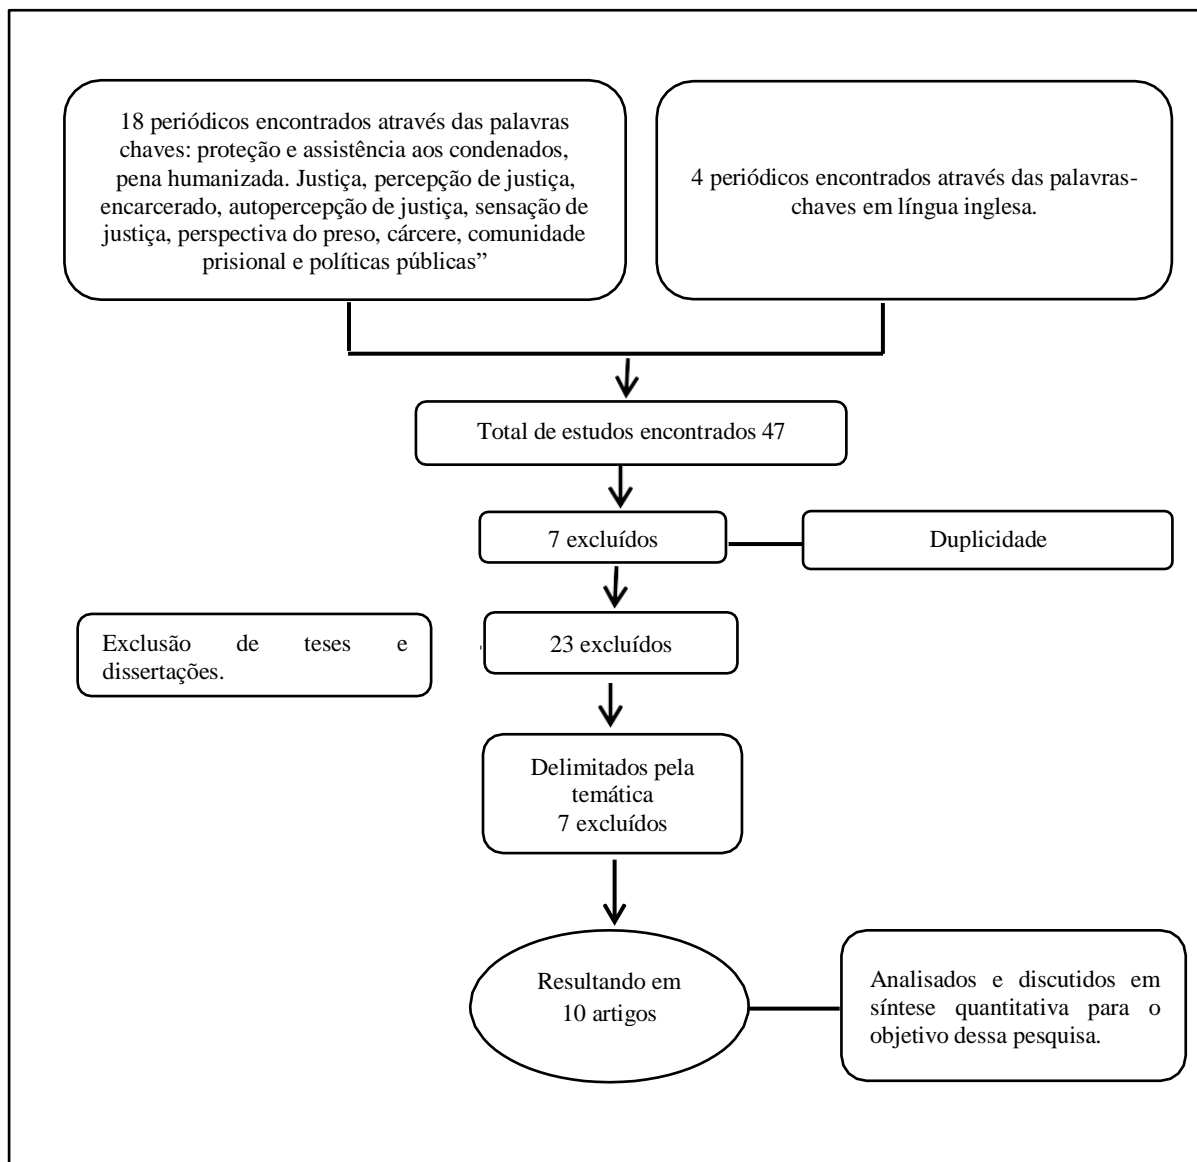 18 periódicos encontrados através das palavras
chaves: proteção e assistência aos condenados,
pena humanizada. Justiça, percepção de justiça,
encarcerado, autopercepção de justiça, sensação de
justiça, perspectiva do preso, cárcere, comunidade
prisional e políticas públicas”
4 periódicos encontrados através das palavras-
chaves em língua inglesa.
Total de estudos encontrados 47
7 excluídos
Duplicidade
Exclusão de teses e
dissertações.
23 excluídos
Delimitados pela
temática
7 excluídos
Resultando em
10 artigos
Analisados e discutidos em
síntese quantitativa para o
objetivo dessa pesquisa.